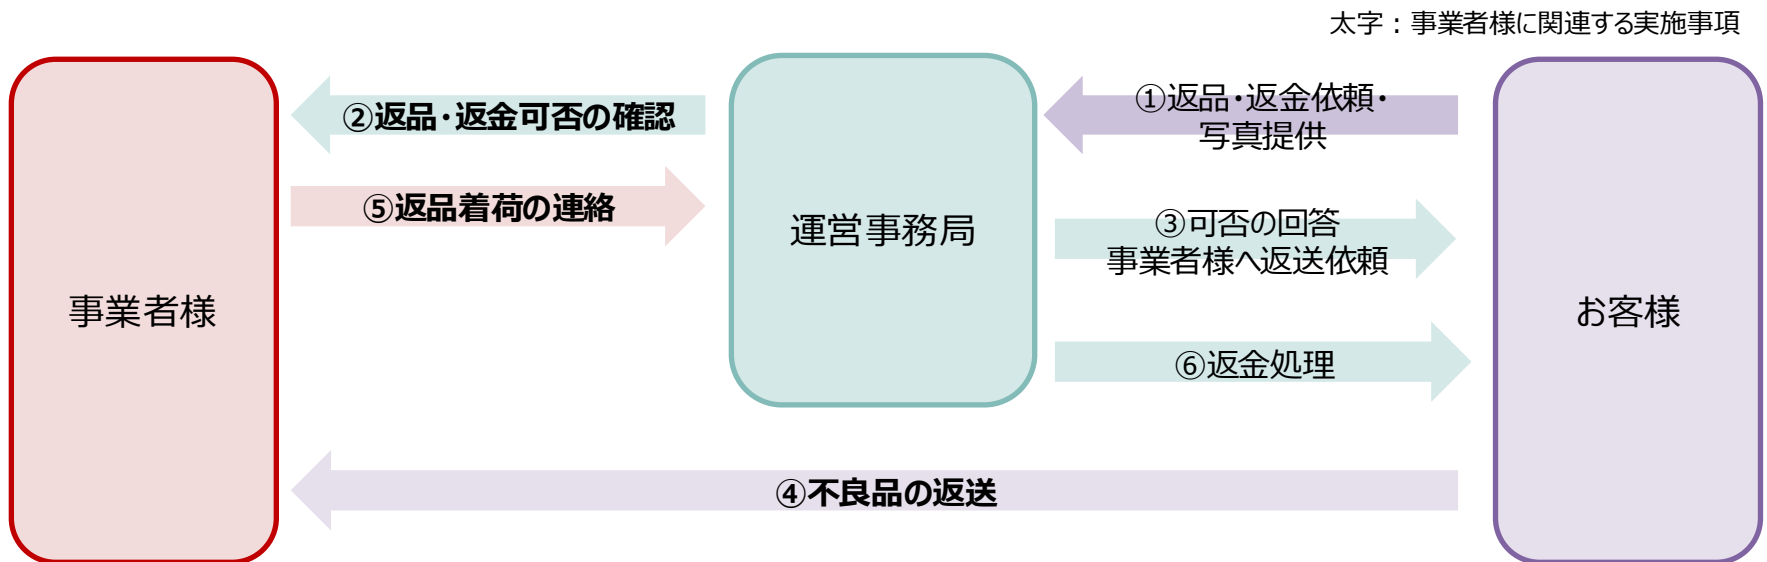 太字：事業者様に関連する実施事項
②返品・返金可否の確認
①返品・返金依頼・
写真提供
⑤返品着荷の連絡
運営事務局
③可否の回答
事業者様へ返送依頼
事業者様
お客様
⑥返金処理
④不良品の返送